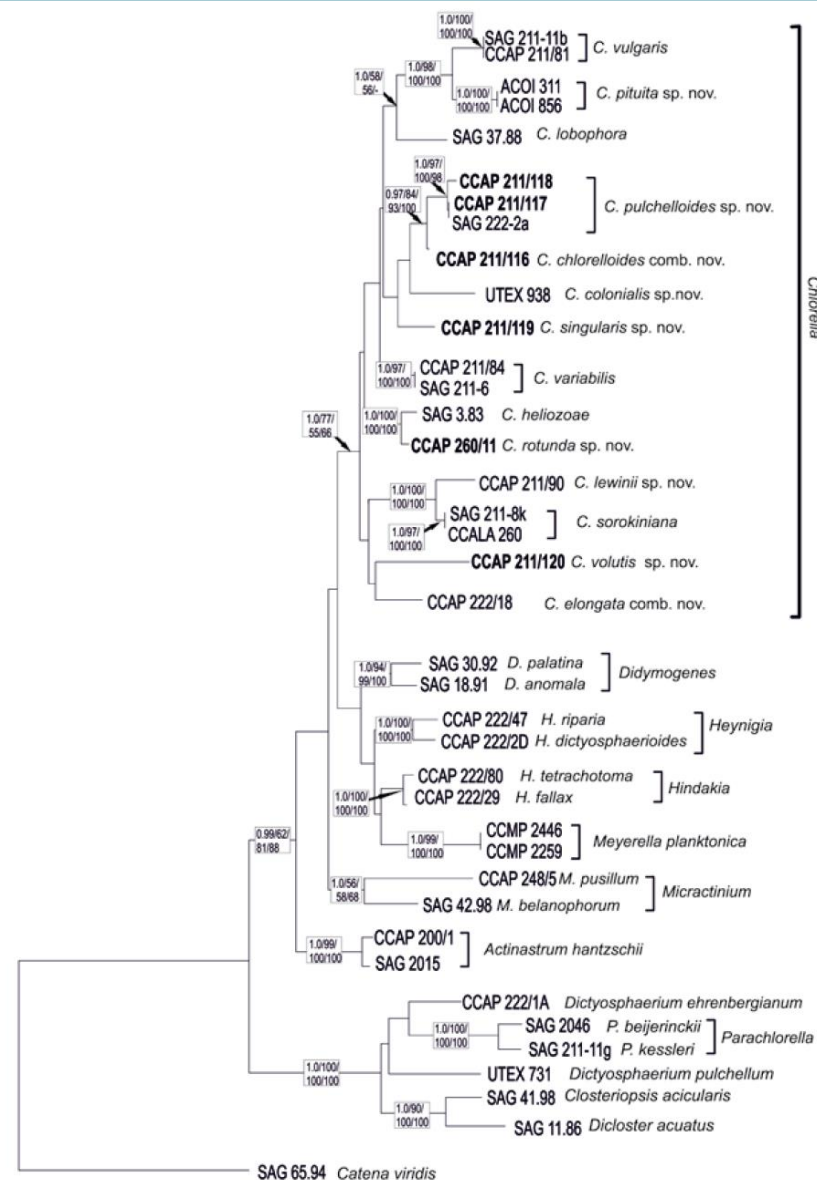 1.0/100/
100/100
SAG 211-11b
CCAP 211/81
C. vulgaris
1.0/98/
100/100
1.0/58/
56/-
1.0/100/
100/100
ACOI 311
ACOI 856
C. pituita sp. nov.
SAG 37.88 C. lobophora
1.0/97/
100/98
0.97/84/
93/100
CCAP 211/118
CCAP 211/117
SAG 222-2a
C. pulchelloides sp. nov.
CCAP 211/116 C. chlorelloides comb. nov.
UTEX 938 C. colonialis sp.nov.
CCAP 211/119 C. singularis sp. nov.
Chlorella
1.0/97/
100/100
CCAP 211/84
SAG 211-6
C. variabilis
1.0/100/
100/100
SAG 3.83 C. heliozoae
CCAP 260/11 C. rotunda sp. nov.
1.0/77/
55/66
CCAP 211/90 C. lewinii sp. nov.
1.0/100/
100/100
SAG 211-8k
CCALA 260
C. sorokiniana
1.0/97/
100/100
CCAP 211/120 C. volutis sp. nov.
CCAP 222/18 C. elongata comb. nov.
1.0/94/
99/100
SAG 30.92 D. palatina
SAG 18.91 D. anomala
Didymogenes
1.0/100/
100/100
CCAP 222/47 H. riparia
CCAP 222/2D H. dictyosphaerioides
Heynigia
CCAP 222/80 H. tetrachotoma
CCAP 222/29 H. fallax
Hindakia
1.0/100/
100/100
1.0/99/
100/100
CCMP 2446
CCMP 2259
Meyerella planktonica
0.99/62/
81/88
1.0/56/
58/68
CCAP 248/5 M. pusillum
SAG 42.98 M. belanophorum
Micractinium
1.0/99/
100/100
CCAP 200/1
SAG 2015
Actinastrum hantzschii
CCAP 222/1A Dictyosphaerium ehrenbergianum
1.0/100/
100/100
SAG 2046 P. beijerinckii
SAG 211-11g P. kessleri
Parachlorella
1.0/100/
100/100
UTEX 731 Dictyosphaerium pulchellum
1.0/90/
100/100
SAG 41.98 Closteriopsis acicularis
SAG 11.86 Dicloster acuatus
SAG 65.94 Catena viridis